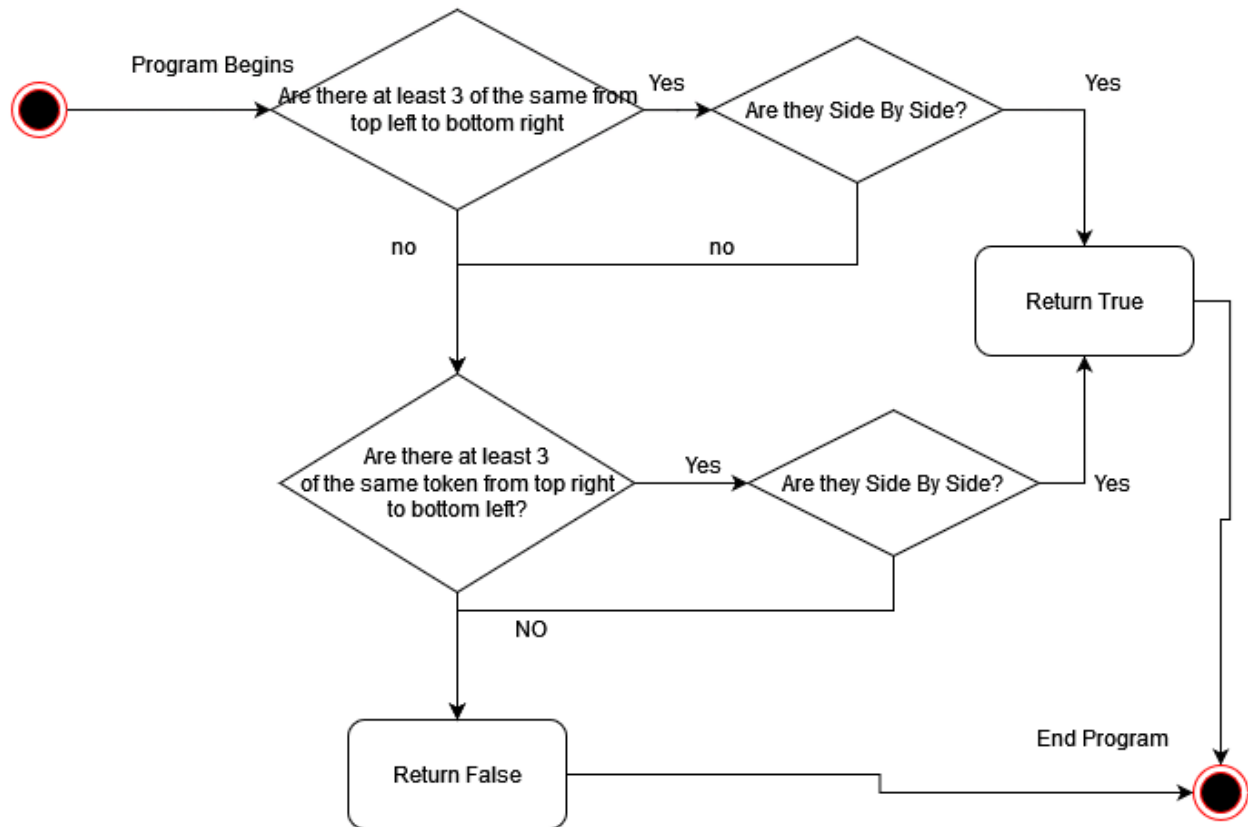 Program Begins
Are there at least 3 of the same from
top left to bottom right
Yes
Are they Side By Side?
Yes
no
no
Return True
Are there at least 3
of the same token from top right
to bottom left?
Yes
Are they Side By Side?
Yes
NO
Return False
End Program